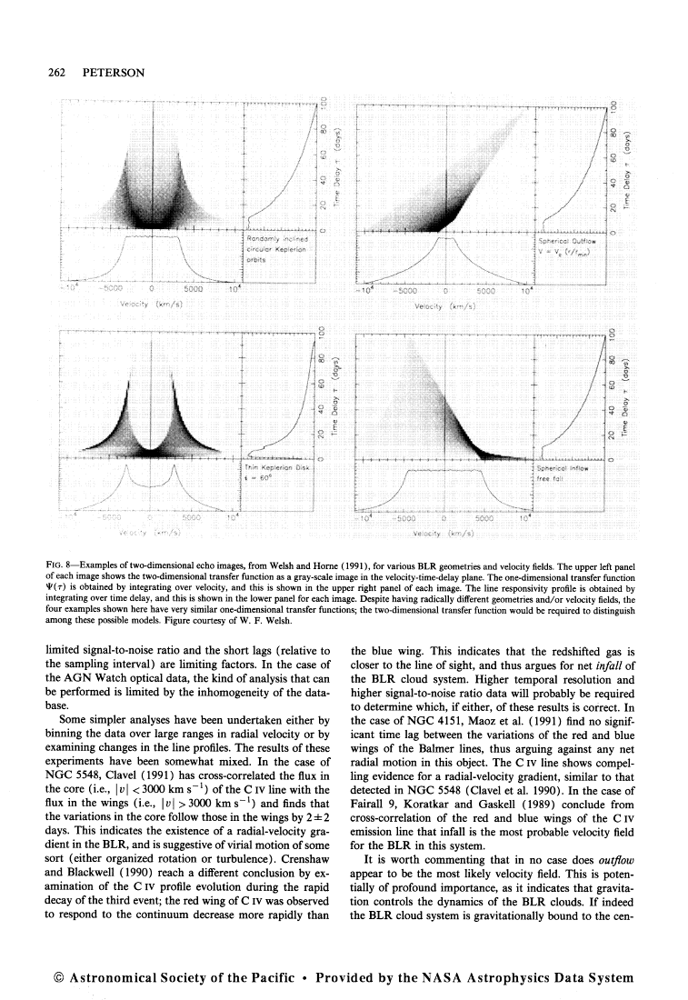 262 PETERSON
0 20 40 60 80 100
Time Delay τ (days)
Randomly inclined
circular Keplerian
orbits
-10⁴ -5000 0 5000 10⁴
Velocity (km/s)
0 20 40 60 80 100
Time Delay τ (days)
Spherical Outflow
-10⁴ -5000 0 5000 10⁴
Velocity (km/s)
0 20 40 60 80 100
Time Delay τ (days)
Thin Keplerian Disk
i = 60°
-5000 0 5000 10⁴
Velocity (km/s)
0 20 40 60 80 100
Time Delay τ (days)
Spherical Inflow
free fall
-10⁴ -5000 0 5000 10⁴
Velocity (km/s)
FIG. 8—Examples of two-dimensional echo images, from Welsh and Horne (1991), for various BLR geometries and velocity fields. The upper left panel
of each image shows the two-dimensional transfer function as a gray-scale image in the velocity-time-delay plane. The one-dimensional transfer function
Ψ(τ) is obtained by integrating over velocity, and this is shown in the upper right panel of each image. The line responsivity profile is obtained by
integrating over time delay, and this is shown in the lower panel for each image. Despite having radically different geometries and/or velocity fields, the
four examples shown here have very similar one-dimensional transfer functions; the two-dimensional transfer function would be required to distinguish
among these possible models. Figure courtesy of W. F. Welsh.
limited signal-to-noise ratio and the short lags (relative to
the sampling interval) are limiting factors. In the case of
the AGN Watch optical data, the kind of analysis that can
be performed is limited by the inhomogeneity of the data-
base.
Some simpler analyses have been undertaken either by
binning the data over large ranges in radial velocity or by
examining changes in the line profiles. The results of these
experiments have been somewhat mixed. In the case of
NGC 5548, Clavel (1991) has cross-correlated the flux in
the core (i.e., |v| < 3000 km s⁻¹) of the C IV line with the
flux in the wings (i.e., |v| > 3000 km s⁻¹) and finds that
the variations in the core follow those in the wings by 2±2
days. This indicates the existence of a radial-velocity gra-
dient in the BLR, and is suggestive of virial motion of some
sort (either organized rotation or turbulence). Crenshaw
and Blackwell (1990) reach a different conclusion by ex-
amination of the C IV profile evolution during the rapid
decay of the third event; the red wing of C IV was observed
to respond to the continuum decrease more rapidly than
the blue wing. This indicates that the redshifted gas is
closer to the line of sight, and thus argues for net infall of
the BLR cloud system. Higher temporal resolution and
higher signal-to-noise ratio data will probably be required
to determine which, if either, of these results is correct. In
the case of NGC 4151, Maoz et al. (1991) find no signif-
icant time lag between the variations of the red and blue
wings of the Balmer lines, thus arguing against any net
radial motion in this object. The C IV line shows compel-
ling evidence for a radial-velocity gradient, similar to that
detected in NGC 5548 (Clavel et al. 1990). In the case of
Fairall 9, Koratkar and Gaskell (1989) conclude from
cross-correlation of the red and blue wings of the C IV
emission line that infall is the most probable velocity field
for the BLR in this system.
It is worth commenting that in no case does outflow
appear to be the most likely velocity field. This is poten-
tially of profound importance, as it indicates that gravita-
tion controls the dynamics of the BLR clouds. If indeed
the BLR cloud system is gravitationally bound to the cen-
© Astronomical Society of the Pacific • Provided by the NASA Astrophysics Data System